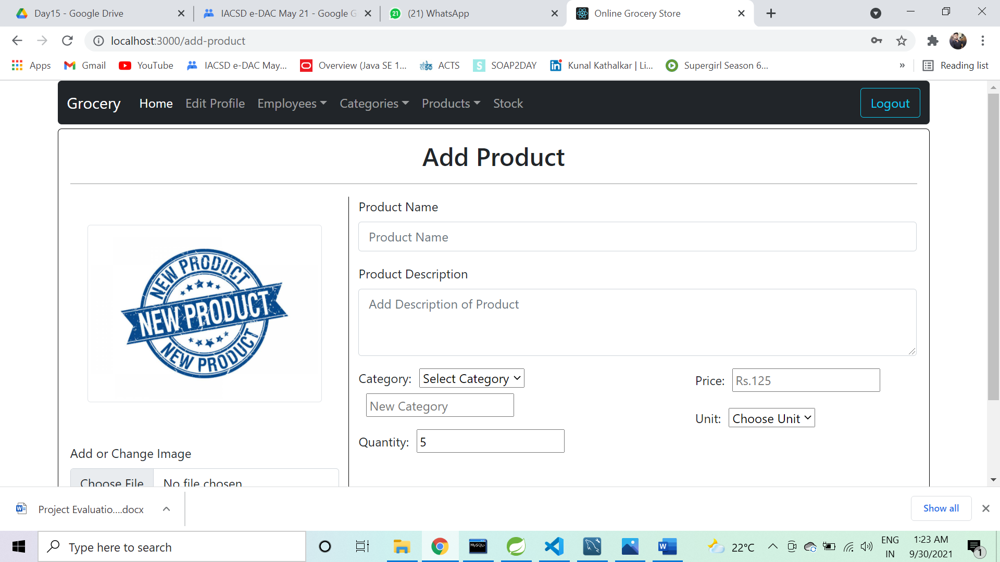 Day15 - Google Drive
IACSD e-DAC May 21 - Google G
21
(21) WhatsApp
Online Grocery Store
localhost:3000/add-product
Apps
Gmail
YouTube
IACSD e-DAC May...
Overview (Java SE 1...
ACTS
S
SOAP2DAY
Kunal Kathalkar | Li...
Supergirl Season 6...
»
Reading list
Grocery
Home
Edit Profile
Employees
Categories
Products
Stock
Logout
Add Product
NEW PRODUCT
NEW PRODUCT
NEW PRODUCT
Add or Change Image
Choose File
No file chosen
Product Name
Product Name
Product Description
Add Description of Product
Category:
Select Category
New Category
Price:
Rs.125
Unit:
Choose Unit
Quantity:
5
Project Evaluatio....docx
Show all
Type here to search
MySQL
22°C
ENG
IN
1:23 AM
9/30/2021
1